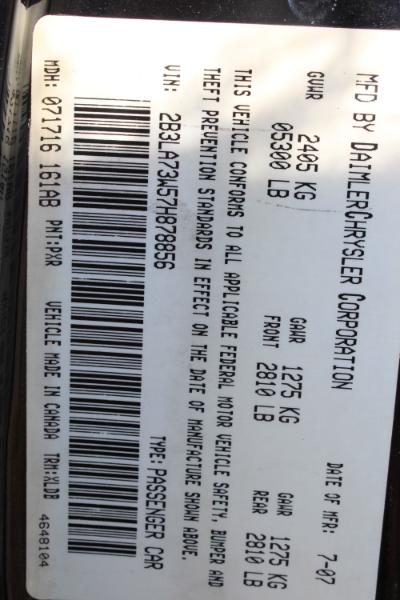 MFD BY DAIMLERCHRYSLER CORPORATION
DATE OF MFR: 7-07
GVWR 2405 KG 05300 LB
GAWR FRONT 1275 KG 2810 LB
GAWR REAR 1275 KG 2810 LB
THIS VEHICLE CONFORMS TO ALL APPLICABLE FEDERAL MOTOR VEHICLE SAFETY, BUMPER AND
THEFT PREVENTION STANDARDS IN EFFECT ON THE DATE OF MANUFACTURE SHOWN ABOVE.
VIN: 2B3LA73W57H878856 TYPE: PASSENGER CAR
MDH: 071716 161AB PNT:PXR VEHICLE MADE IN CANADA TRM:XLDB
4648104